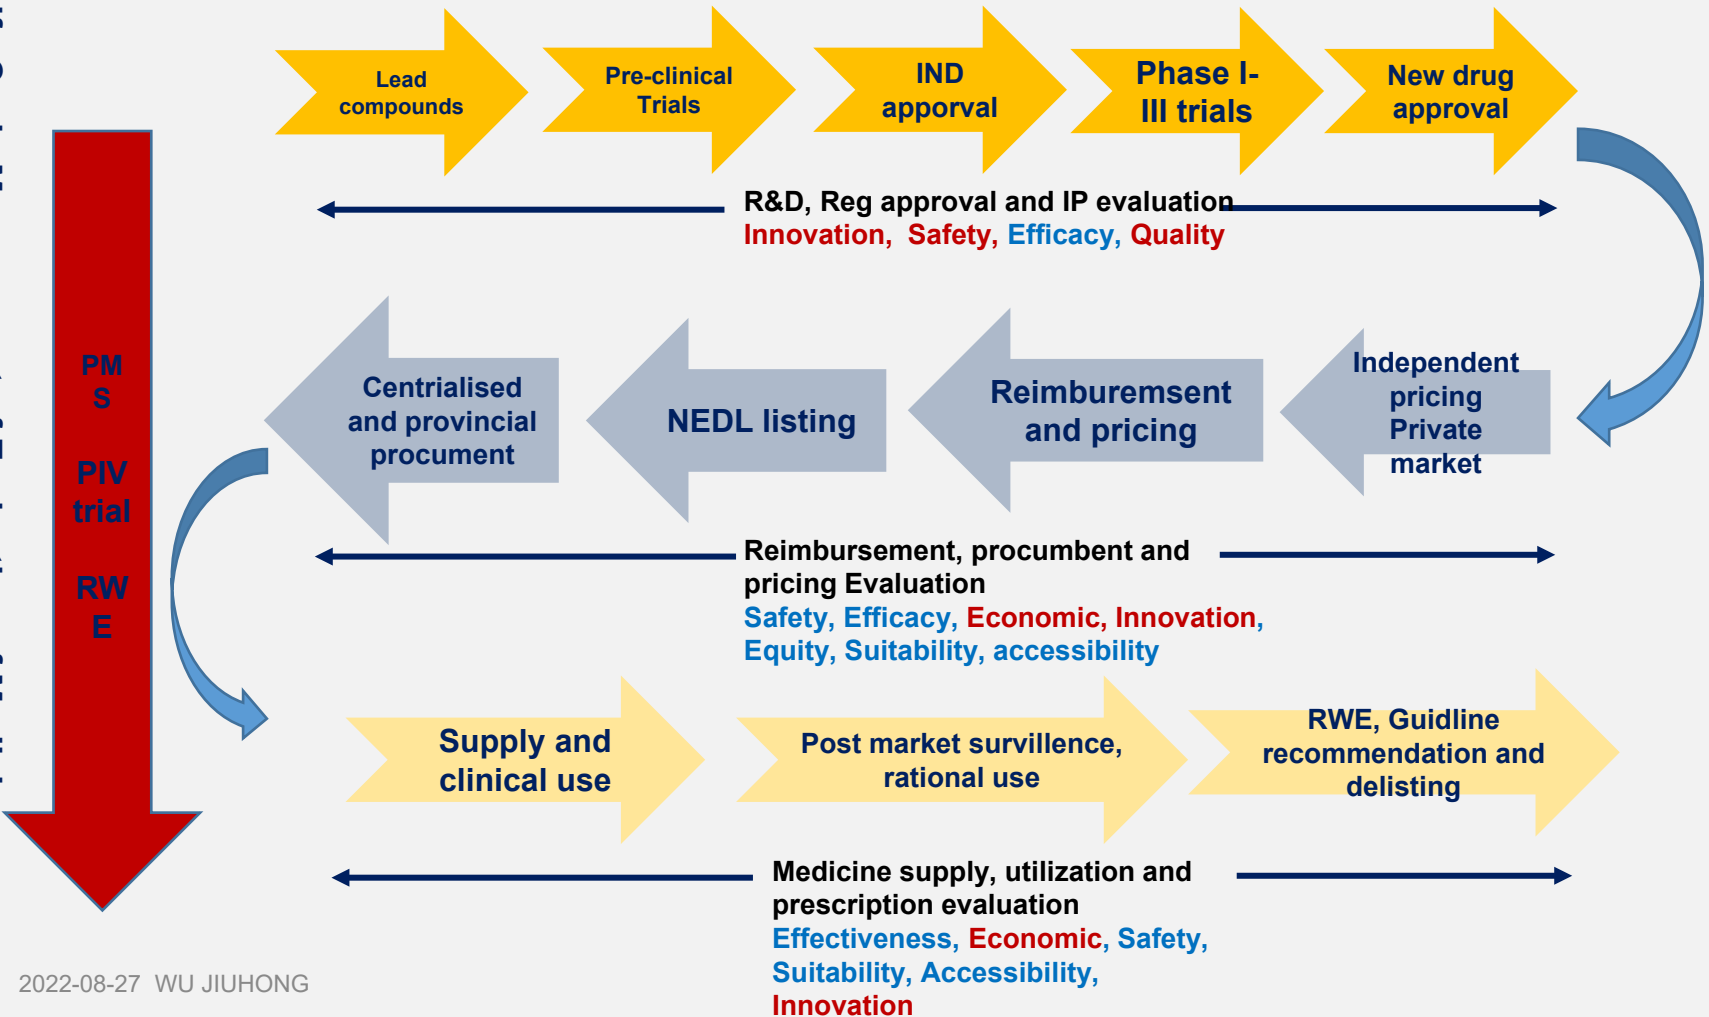 Lead
compounds
Pre-clinical
Trials
IND
apporval
Phase I-
III trials
New drug
approval
R&D, Reg approval and IP evaluation
Innovation, Safety, Efficacy, Quality
PM
S
PIV
trial
RW
E
Independent
pricing
Private
market
Reimburemsent
and pricing
NEDL listing
Centrialised
and provincial
procument
Reimbursement, procumbent and
pricing Evaluation
Safety, Efficacy, Economic, Innovation,
Equity, Suitability, accessibility
Supply and
clinical use
Post market survillence,
rational use
RWE, Guidline
recommendation and
delisting
Medicine supply, utilization and
prescription evaluation
Effectiveness, Economic, Safety,
Suitability, Accessibility,
Innovation
2022-08-27 WU JIUHONG